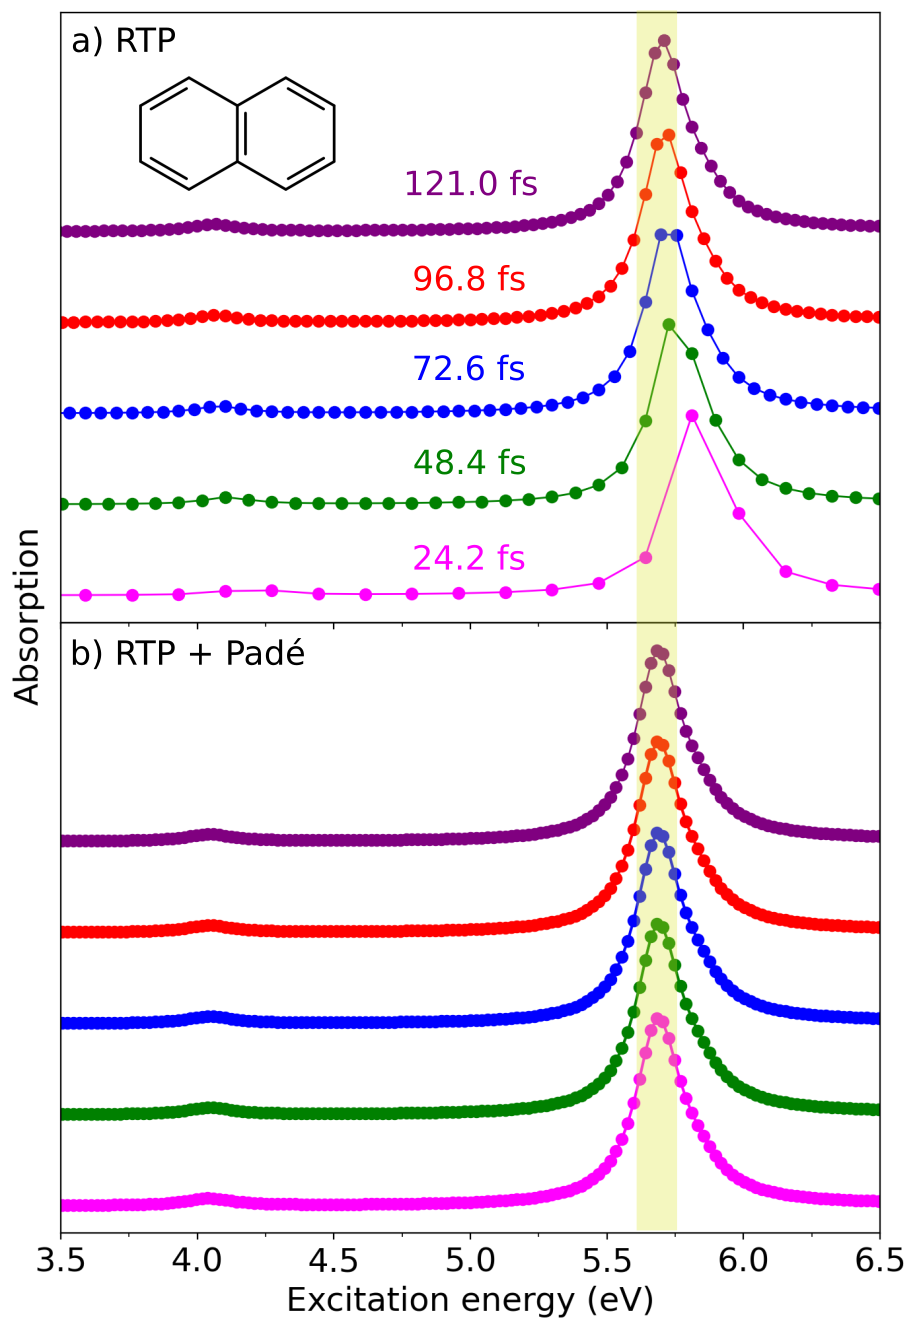 a) RTP
121.0 fs
96.8 fs
72.6 fs
48.4 fs
24.2 fs
Absorption
b) RTP + Padé
3.5 4.0 4.5 5.0 5.5 6.0 6.5
Excitation energy (eV)